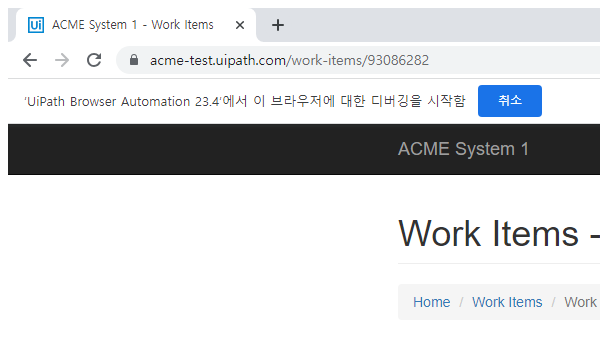 Ui ACME System 1 - Work Items
acme-test.uipath.com/work-items/93086282
'UiPath Browser Automation 23.4'에서 이 브라우저에 대한 디버깅을 시작함 취소
ACME System 1
Work Items -
Home / Work Items / Work